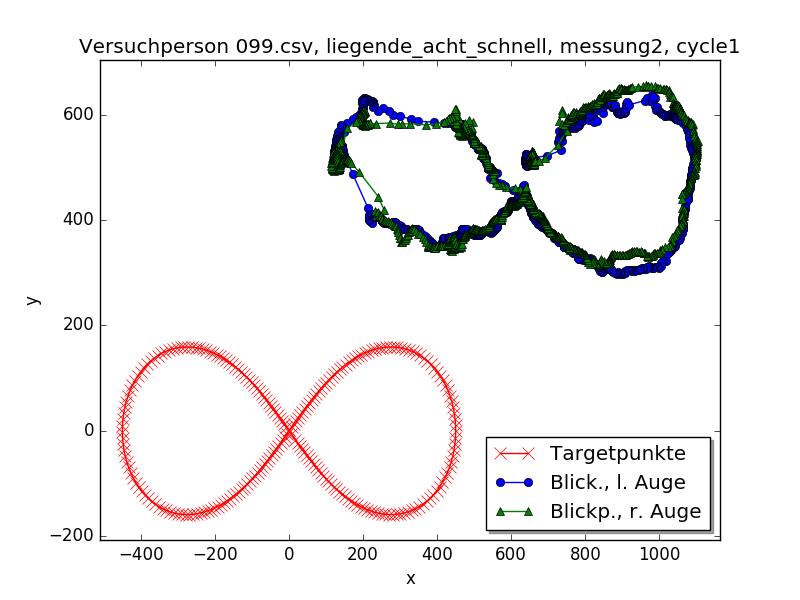 Versuchperson 099.csv, liegende_acht_schnell, messung2, cycle1
600
400
200
0
−200
y
−400 −200 0 200 400 600 800 1000
x
Targetpunkte
Blick., l. Auge
Blickp., r. Auge